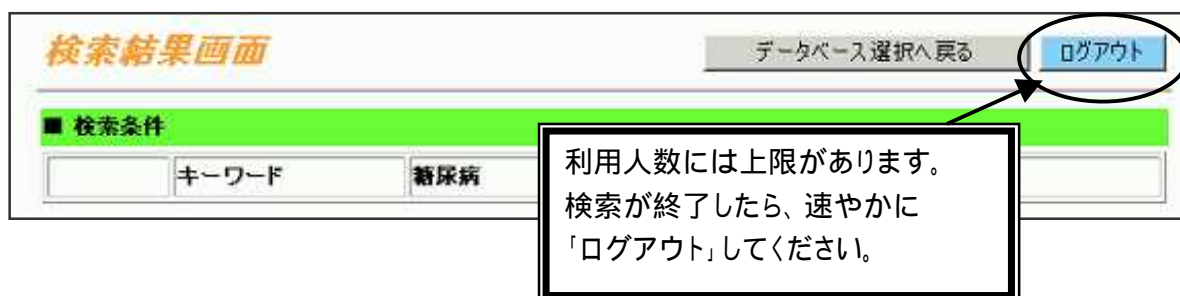 検索結果画面
データベース選択へ戻る
ログアウト
■ 検索条件
キーワード
糖尿病
利用人数には上限があります。
検索が終了したら、速やかに
「ログアウト」してください。